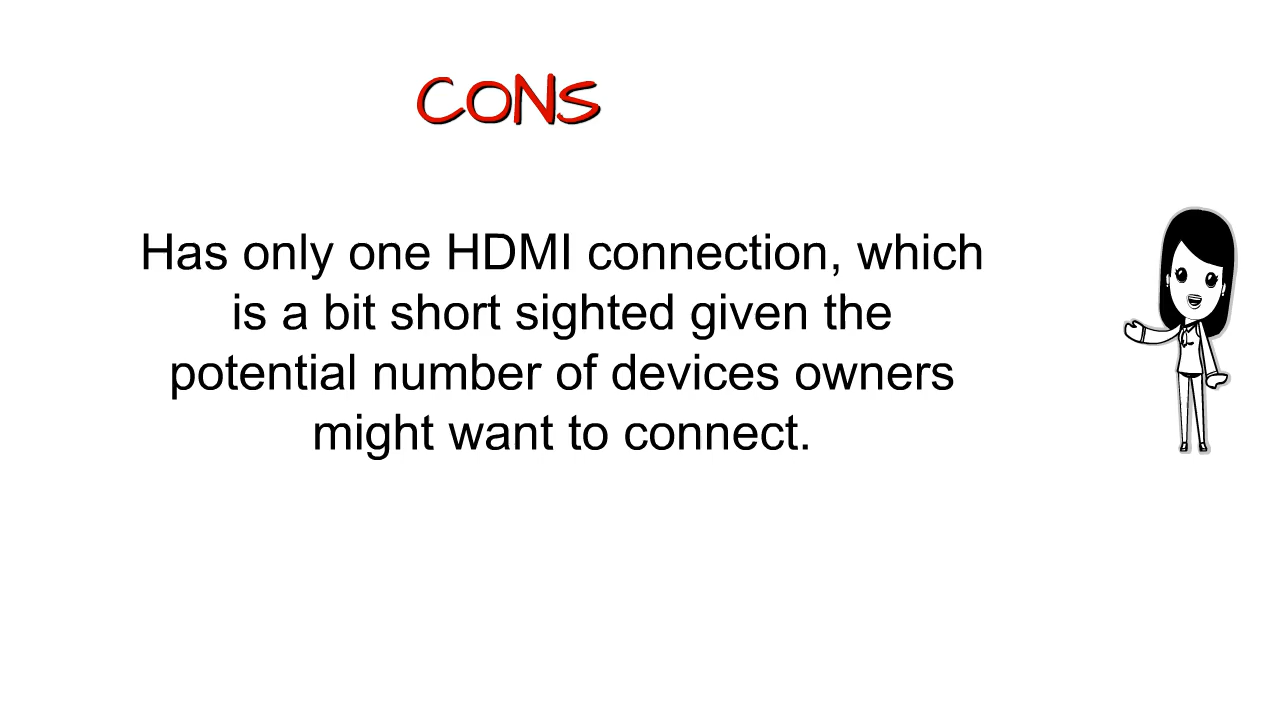 CONS
Has only one HDMI connection, which
is a bit short sighted given the
potential number of devices owners
might want to connect.